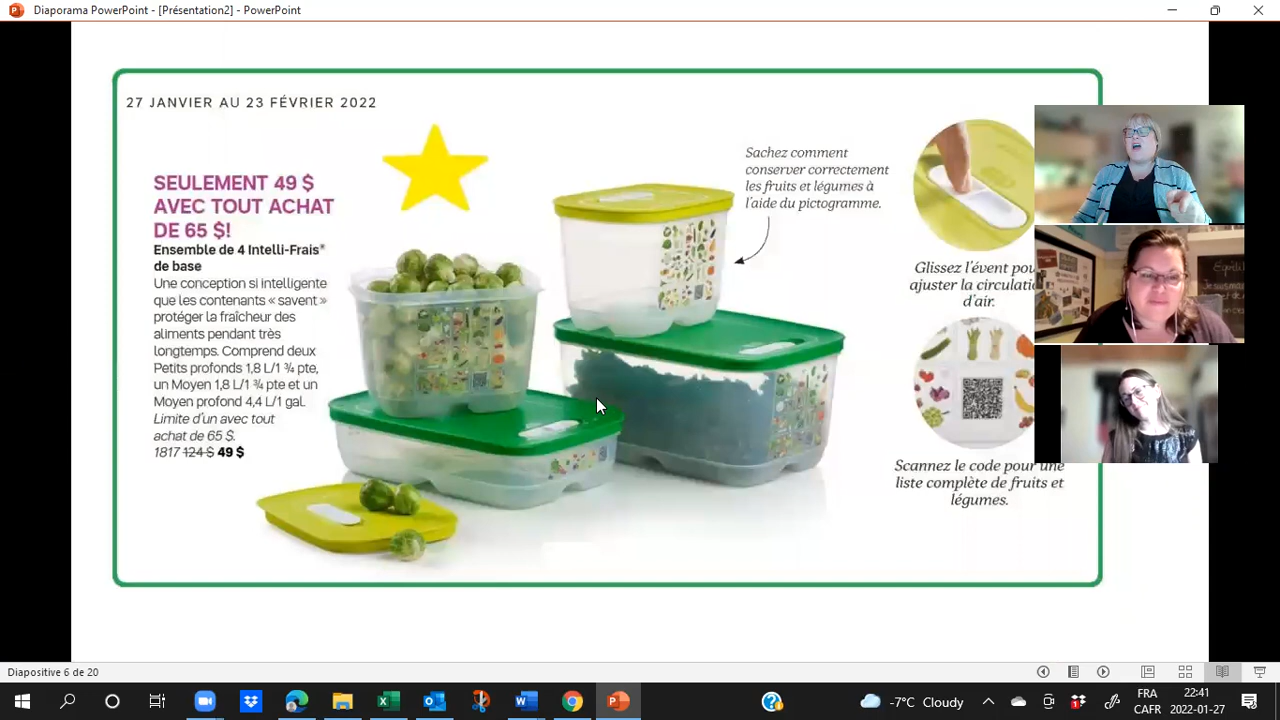 Diaporama PowerPoint - [Présentation2] - PowerPoint
27 JANVIER AU 23 FÉVRIER 2022
SEULEMENT 49 $
AVEC TOUT ACHAT
DE 65 $!
Ensemble de 4 Intelli-Frais®
de base
Une conception si intelligente
que les contenants « savent »
protéger la fraîcheur des
aliments pendant très
longtemps. Comprend deux
Petits profonds 1,8 L/1 ¾ pte,
un Moyen 1,8 L/1 ¾ pte et un
Moyen profond 4,4 L/1 gal.
Limite d'un avec tout
achat de 65 $.
1817 124 $ 49 $
Sachez comment
conserver correctement
les fruits et légumes à
l'aide du pictogramme.
Glissez l'évent pou
ajuster la circulati
d'air.
Scannez le code pour une
liste complète de fruits et
légumes.
Diapositive 6 de 20
-7°C Cloudy
FRA
CAFR
22:41
2022-01-27